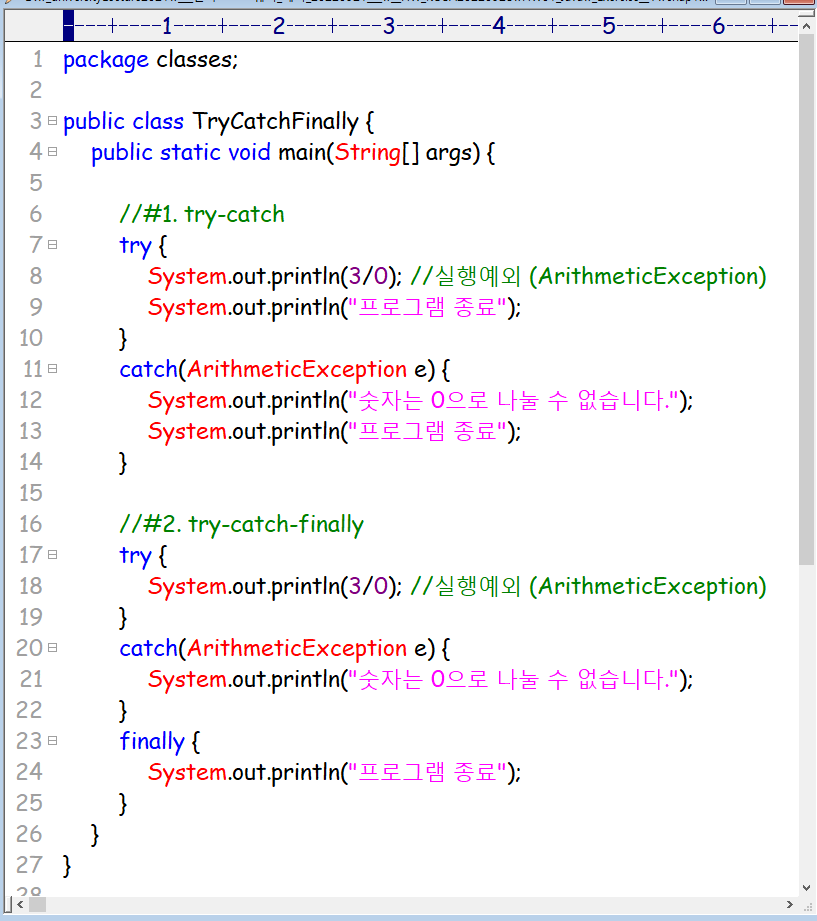 ----+----1----+----2----+----3----+----4----+----5----+----6----+--
1 package classes;
2
3 public class TryCatchFinally {
4 public static void main(String[] args) {
5
6 //#1. try-catch
7 try {
8 System.out.println(3/0); //실행예외 (ArithmeticException)
9 System.out.println("프로그램 종료");
10 }
11 catch(ArithmeticException e) {
12 System.out.println("숫자는 0으로 나눌 수 없습니다.");
13 System.out.println("프로그램 종료");
14 }
15
16 //#2. try-catch-finally
17 try {
18 System.out.println(3/0); //실행예외 (ArithmeticException)
19 }
20 catch(ArithmeticException e) {
21 System.out.println("숫자는 0으로 나눌 수 없습니다.");
22 }
23 finally {
24 System.out.println("프로그램 종료");
25 }
26 }
27 }
28